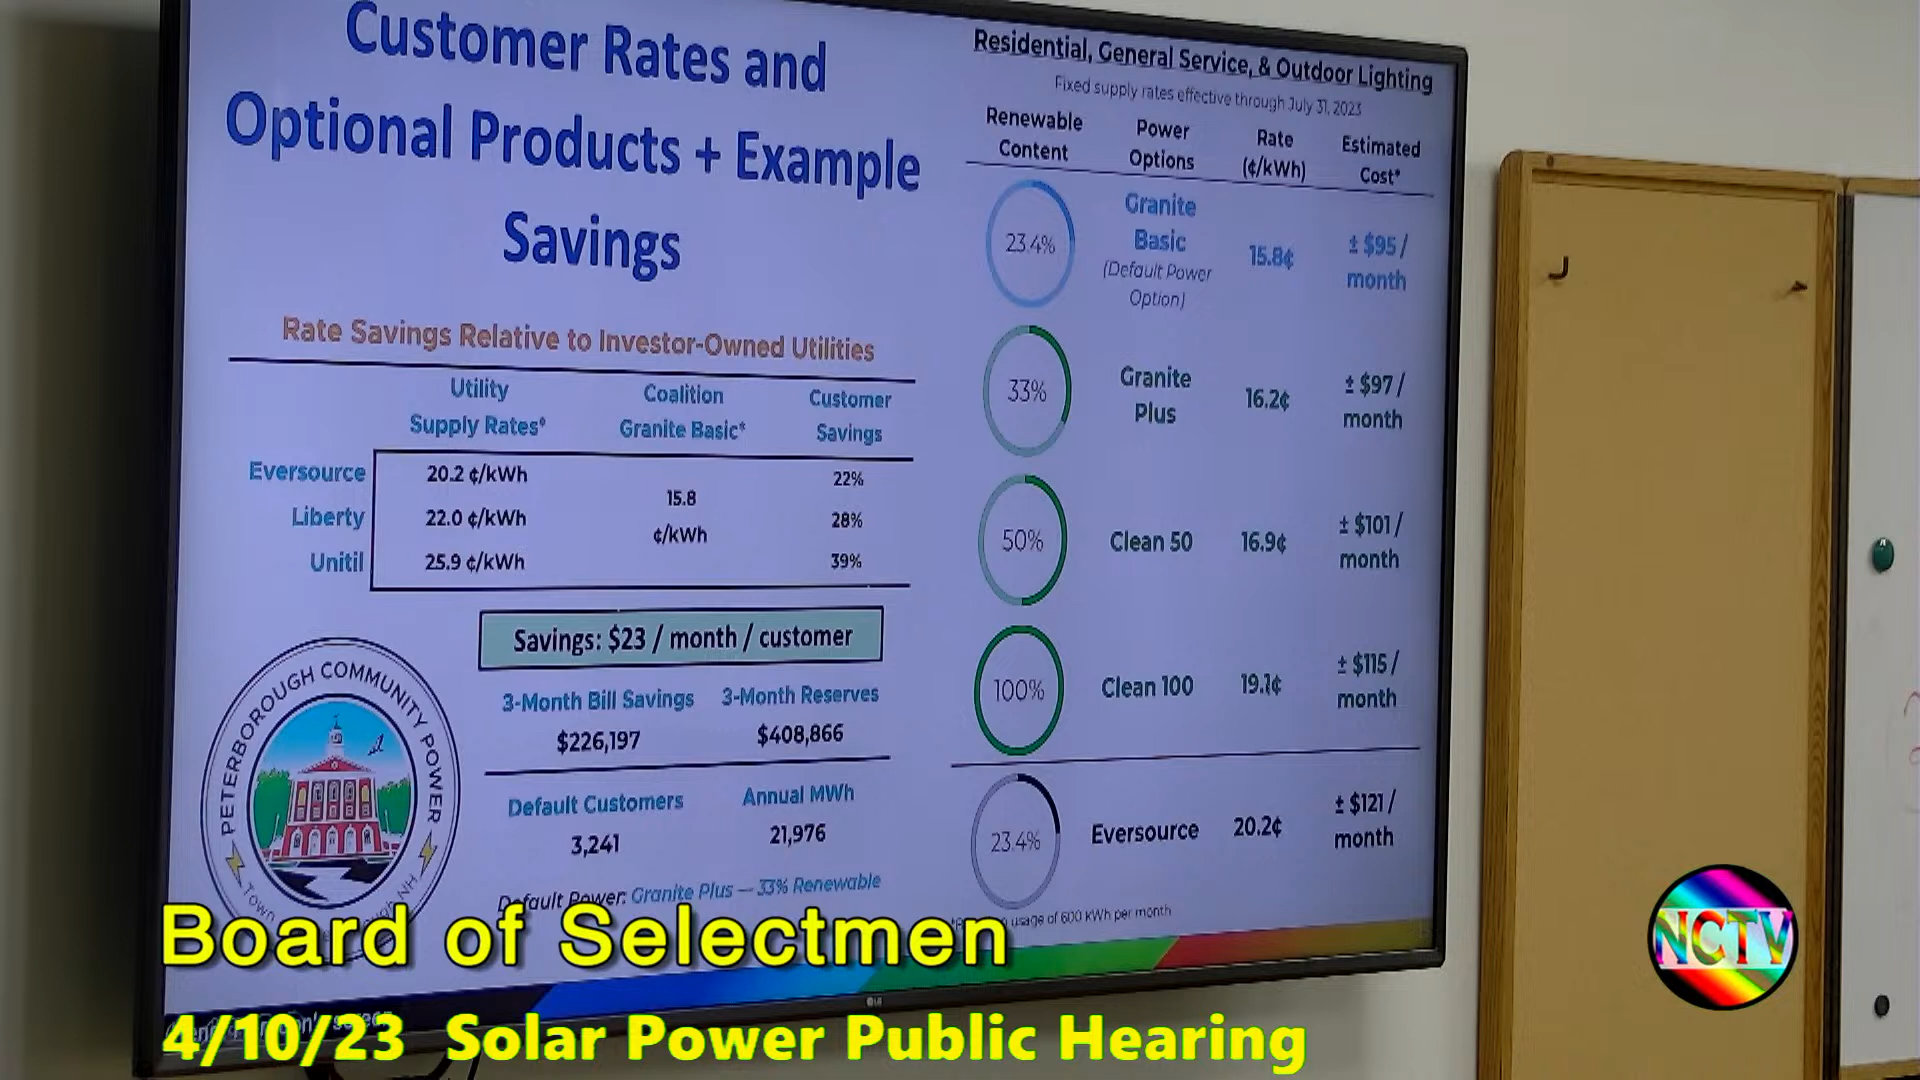 Customer Rates and
Optional Products + Example
Savings
Rate Savings Relative to Investor-Owned Utilities
Utility Supply Rates* Coalition Granite Basic* Customer Savings
Eversource 20.2 ¢/kWh 22%
15.8 ¢/kWh
Liberty 22.0 ¢/kWh 28%
Unitil 25.9 ¢/kWh 39%
Savings: $23 / month / customer
3-Month Bill Savings 3-Month Reserves
$226,197 $408,866
Default Customers Annual MWh
3,241 21,976
Default Power: Granite Plus — 33% Renewable
PETERBOROUGH COMMUNITY POWER
Town NH
Residential, General Service, & Outdoor Lighting
Fixed supply rates effective through July 31, 2023
Renewable Content Power Options Rate (¢/kWh) Estimated Cost*
23.4% Granite Basic (Default Power Option) 15.8¢ ± $95 / month
33% Granite Plus 16.2¢ ± $97 / month
50% Clean 50 16.9¢ ± $101 / month
100% Clean 100 19.1¢ ± $115 / month
23.4% Eversource 20.2¢ ± $121 / month
usage of 600 kWh per month
LG
Board of Selectmen
4/10/23 Solar Power Public Hearing
NCTV